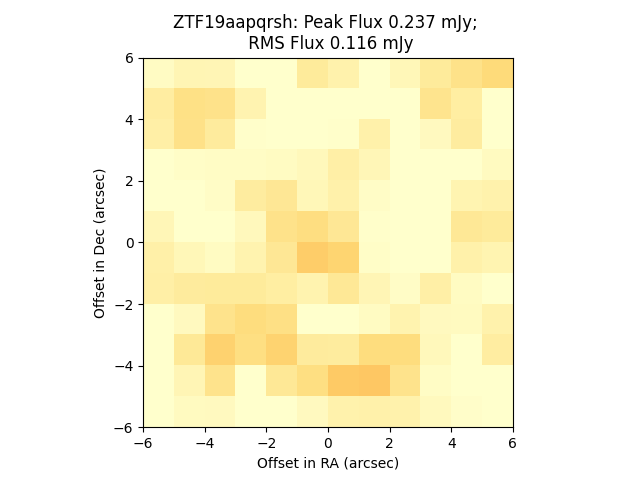 ZTF19aapqrsh: Peak Flux 0.237 mJy;
RMS Flux 0.116 mJy
6
4
2
0
−2
−4
−6
Offset in Dec (arcsec)
−6 −4 −2 0 2 4 6
Offset in RA (arcsec)